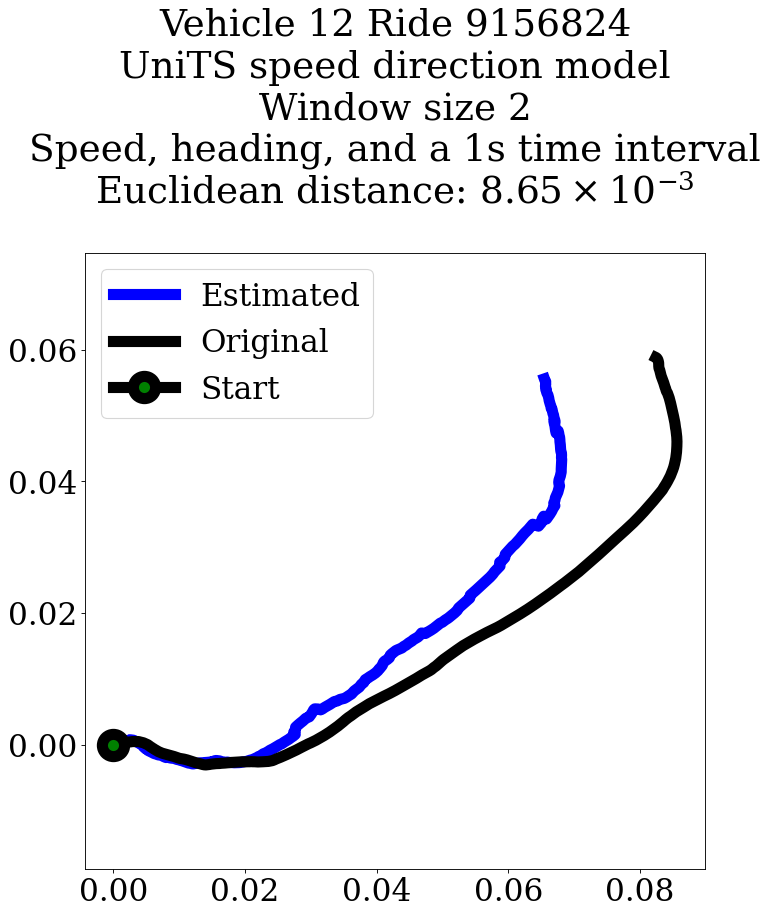 Vehicle 12 Ride 9156824
UniTS speed direction model
Window size 2
Speed, heading, and a 1s time interval
Euclidean distance: 8.65 × 10⁻³
Estimated
Original
Start
0.06
0.04
0.02
0.00
0.00 0.02 0.04 0.06 0.08